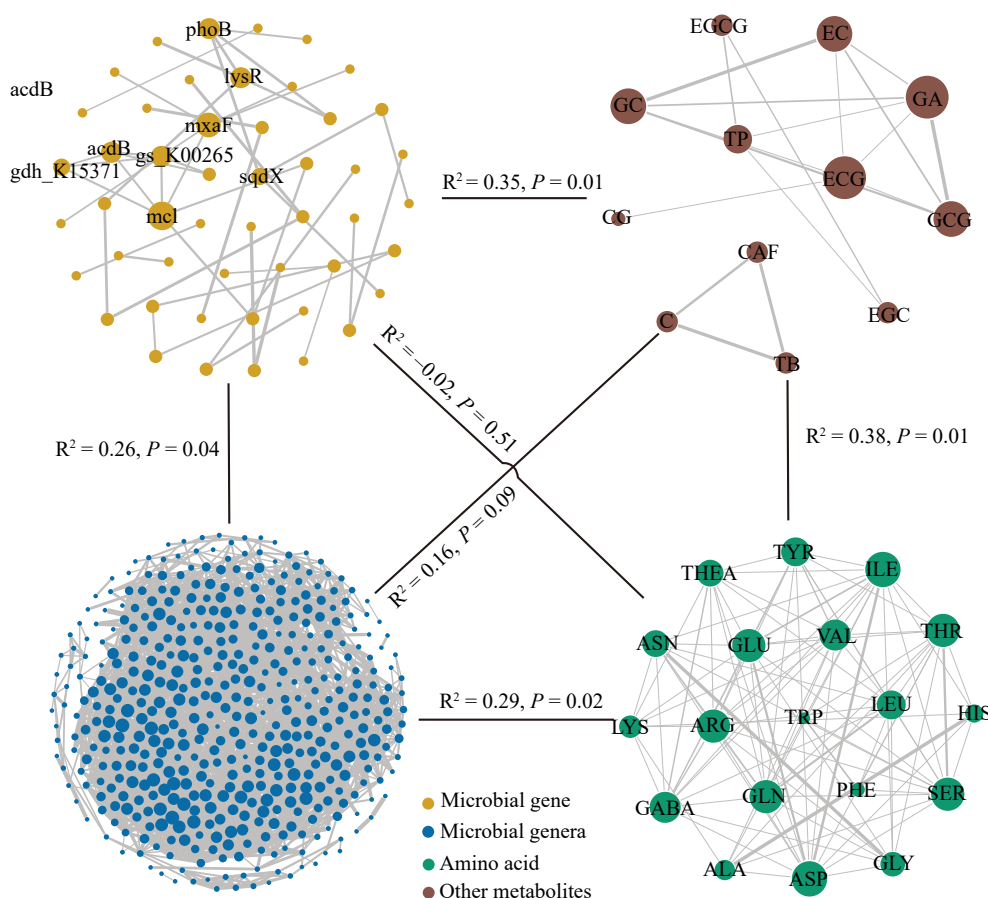 phoB
lysR
acdB
mxaF
acdB
gs_K00265
gdh_K15371
sqdX
mcl
EGCG
EC
GC
GA
TP
ECG
CG
GCG
CAF
EGC
C
TB
R² = 0.35, P = 0.01
R² = –0.02, P = 0.51
R² = 0.26, P = 0.04
R² = 0.38, P = 0.01
R² = 0.16, P = 0.09
R² = 0.29, P = 0.02
TYR
THEA
ILE
ASN
GLU
VAL
THR
LYS
ARG
TRP
LEU
HIS
GABA
GLN
PHE
SER
ALA
ASP
GLY
Microbial gene
Microbial genera
Amino acid
Other metabolites